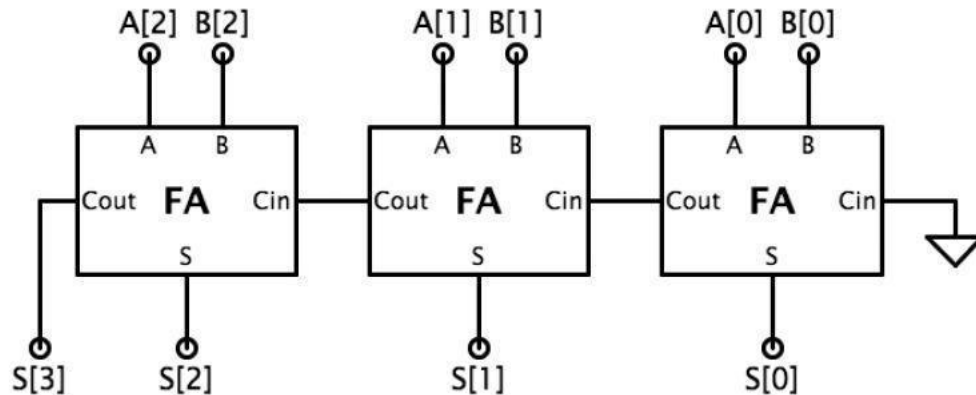 A[2] B[2] A[1] B[1] A[0] B[0]
A B A B A B
Cout FA Cin Cout FA Cin Cout FA Cin
S S S
S[3] S[2] S[1] S[0]